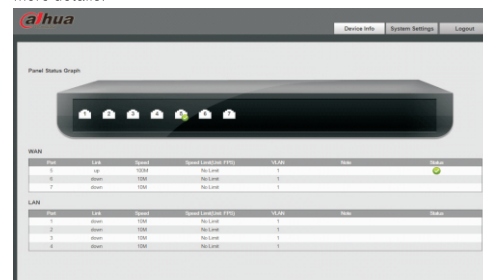 alhua
Device Info System Settings Logout
Panel Status Graph
1 2 3 4 5 6 7
WAN
Port Link Speed Speed Limit(Unit: PPS) VLAN Note Status
5 up 100M No Limit 1
6 down 10M No Limit 1
7 down 10M No Limit 1
LAN
Port Link Speed Speed Limit(Unit: PPS) VLAN Note Status
1 down 10M No Limit 1
2 down 10M No Limit 1
3 down 10M No Limit 1
4 down 10M No Limit 1